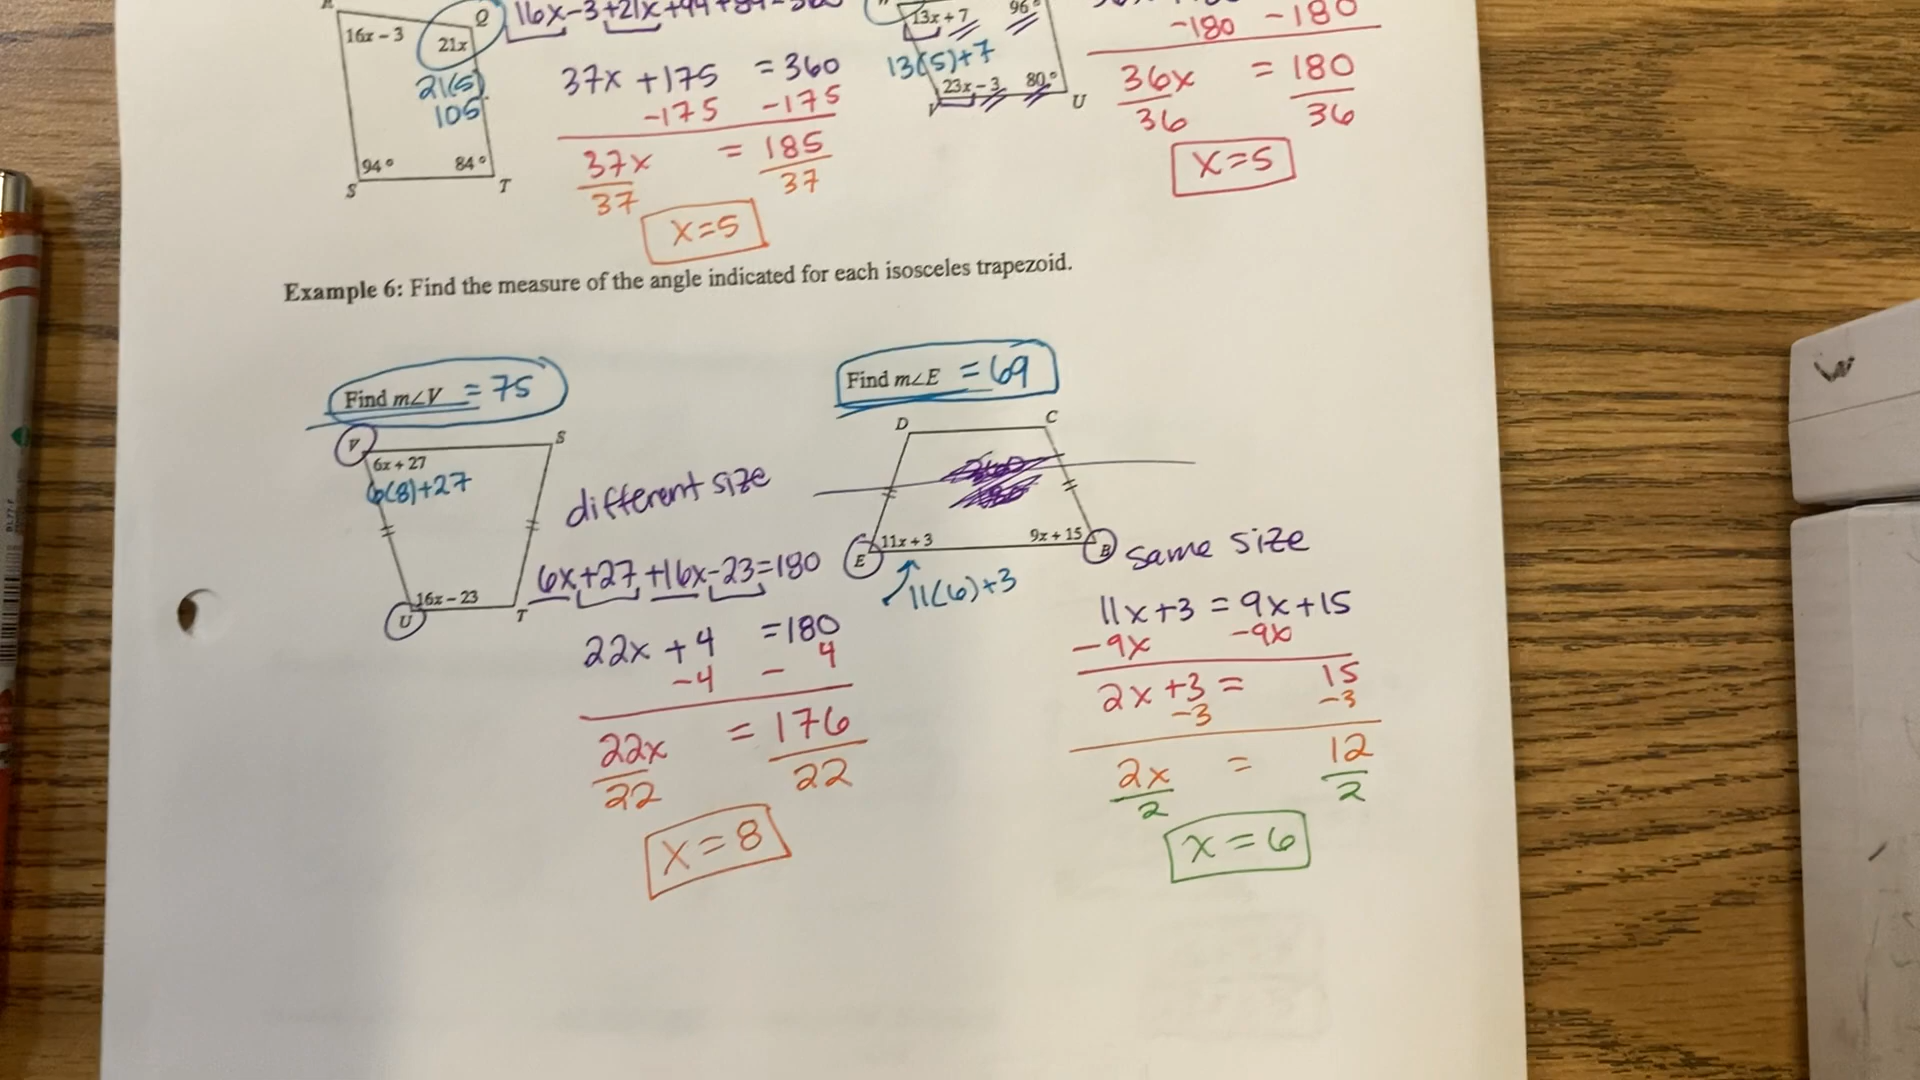 16x-3+21x+94+84=360
Q
16x - 3
21x
21(5)
105
94°
84°
S
T
37x + 175 = 360
-175 -175
37x = 185
37 37
x=5
13x + 7
96°
13(5)+7
23x - 3
80°
U
-180 -180
36x = 180
36 36
x=5
Example 6: Find the measure of the angle indicated for each isosceles trapezoid.
Find m∠V = 75
V
S
6x + 27
6(8)+27
different size
16x - 23
U
T
6x+27+16x-23=180
22x + 4 = 180
-4 - 4
22x = 176
22 22
x=8
Find m∠E = 69
D
C
11x + 3
9x + 15
E
B
same size
11(6)+3
11x+3 = 9x+15
-9x -9x
2x +3 = 15
-3 -3
2x = 12
2 2
x = 6